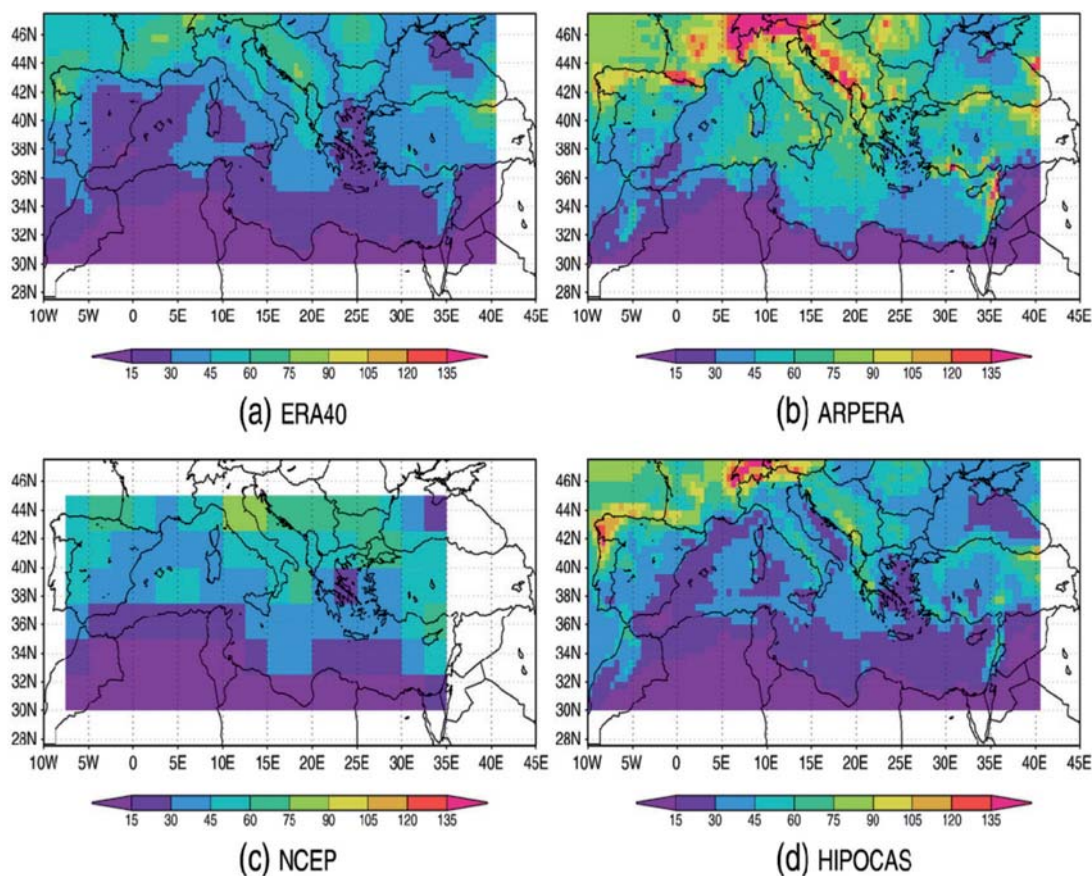 46N
44N
42N
40N
38N
36N
34N
32N
30N
28N
10W 5W 0 5E 10E 15E 20E 25E 30E 35E 40E 45E
15 30 45 60 75 90 105 120 135
(a) ERA40
46N
44N
42N
40N
38N
36N
34N
32N
30N
28N
10W 5W 0 5E 10E 15E 20E 25E 30E 35E 40E 45E
15 30 45 60 75 90 105 120 135
(b) ARPERA
46N
44N
42N
40N
38N
36N
34N
32N
30N
28N
10W 5W 0 5E 10E 15E 20E 25E 30E 35E 40E 45E
15 30 45 60 75 90 105 120 135
(c) NCEP
46N
44N
42N
40N
38N
36N
34N
32N
30N
28N
10W 5W 0 5E 10E 15E 20E 25E 30E 35E 40E 45E
15 30 45 60 75 90 105 120 135
(d) HIPOCAS